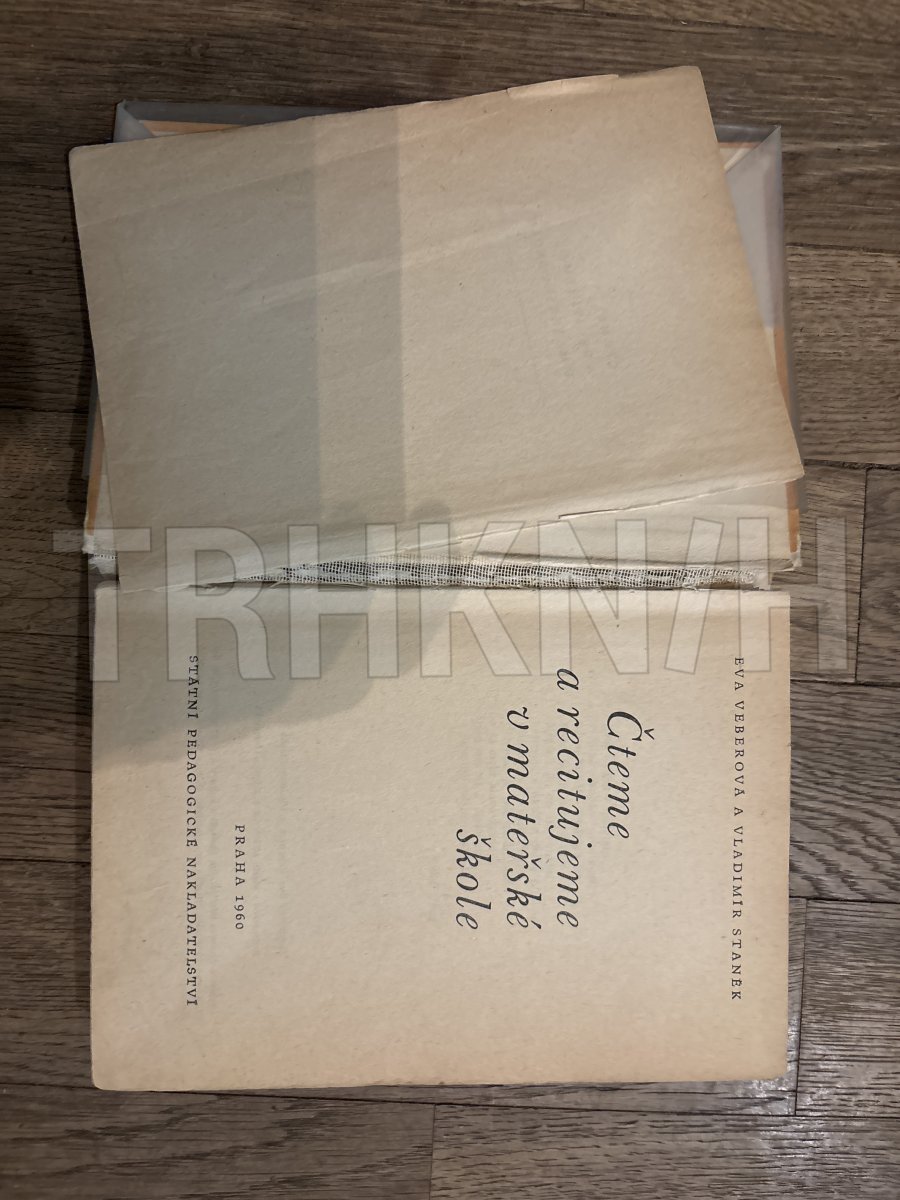 EVA VEBEROVÁ A VLADIMÍR STANĚK
Čteme
a recitujeme
v mateřské
škole
PRAHA 1960
STÁTNÍ PEDAGOGICKÉ NAKLADATELSTVÍ
TRHKNIH